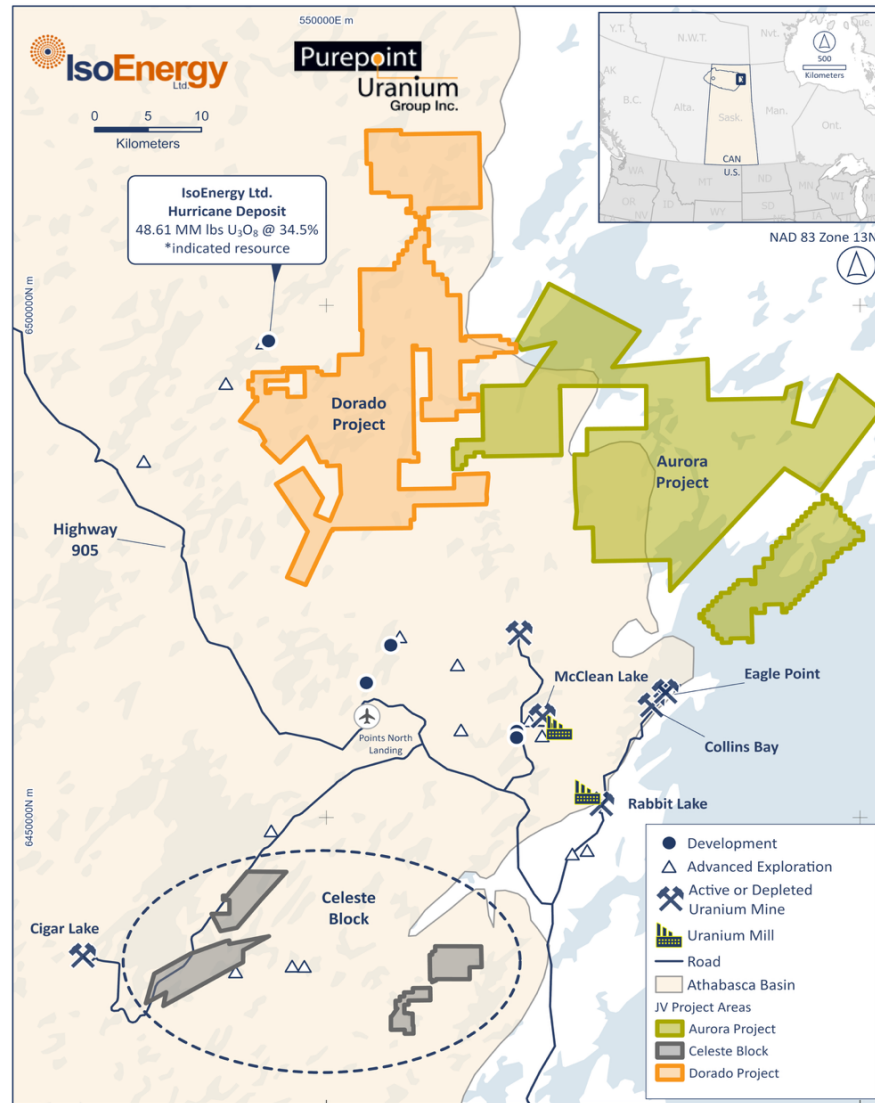 550000E m
IsoEnergy
Ltd.
Purepoint
Uranium
Group Inc.
0 5 10
Kilometers
IsoEnergy Ltd.
Hurricane Deposit
48.61 MM lbs U₃O₈ @ 34.5%
*indicated resource
Y.T.
N.W.T.
Nvt.
500
Kilometers
Que.
B.C.
Alta.
Sask.
Man.
Ont.
CAN
U.S.
WA
MT
ND
MN
OR
ID
WY
SD
WI
MI
NV
IA
NAD 83 Zone 13N
6500000N m
Dorado
Project
Aurora
Project
Highway
905
McClean Lake
Eagle Point
Points North
Landing
Collins Bay
Rabbit Lake
6450000N m
Celeste
Block
Cigar Lake
Development
Advanced Exploration
Active or Depleted
Uranium Mine
Uranium Mill
Road
Athabasca Basin
JV Project Areas
Aurora Project
Celeste Block
Dorado Project